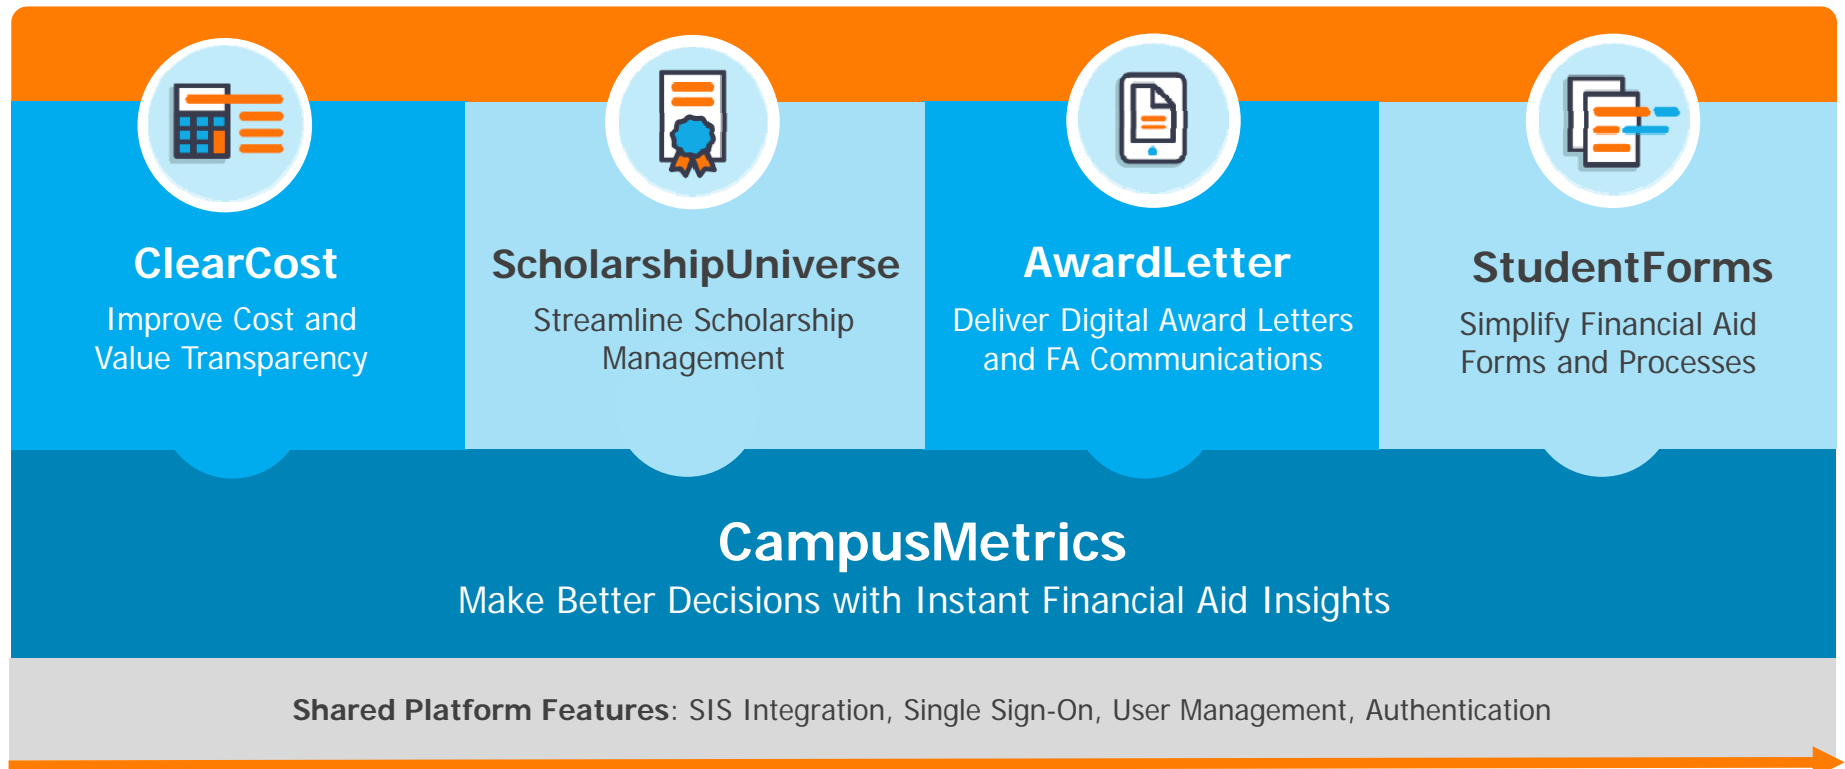 ClearCost
Improve Cost and
Value Transparency
ScholarshipUniverse
Streamline Scholarship
Management
AwardLetter
Deliver Digital Award Letters
and FA Communications
StudentForms
Simplify Financial Aid
Forms and Processes
CampusMetrics
Make Better Decisions with Instant Financial Aid Insights
Shared Platform Features: SIS Integration, Single Sign-On, User Management, Authentication